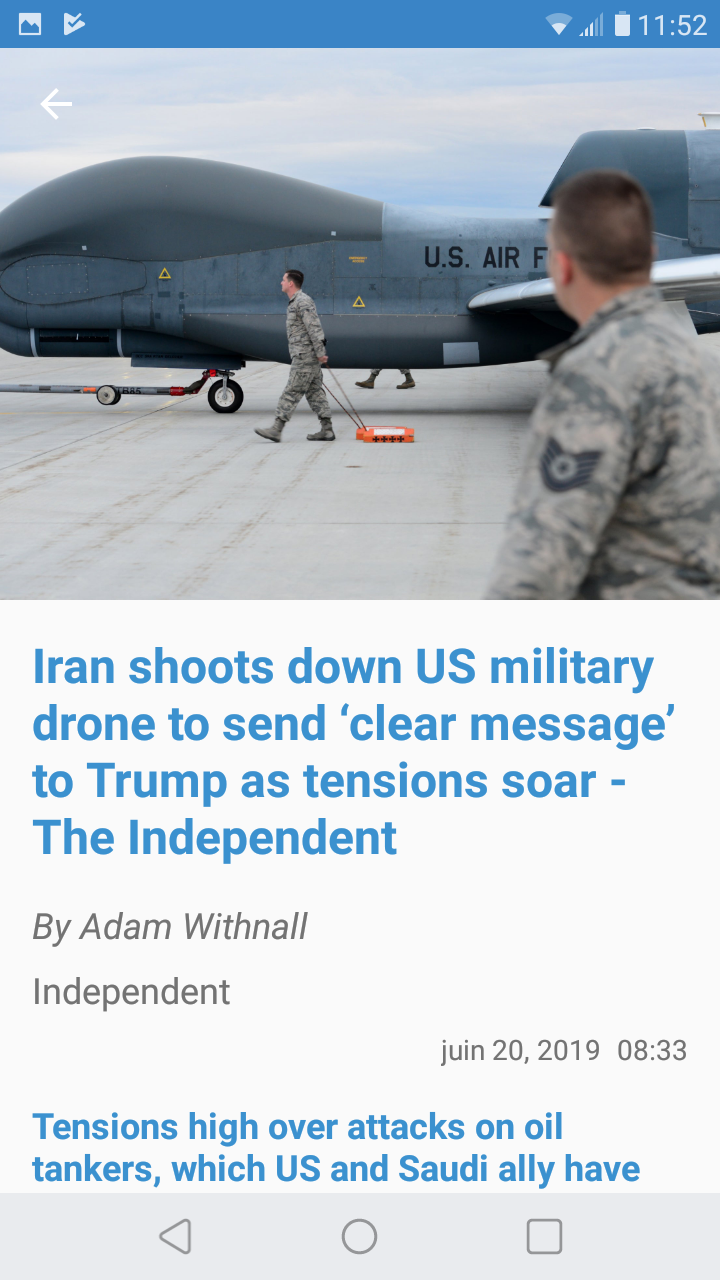 11:52
U.S. AIR F
Iran shoots down US military
drone to send ‘clear message’
to Trump as tensions soar -
The Independent
By Adam Withnall
Independent
juin 20, 2019 08:33
Tensions high over attacks on oil
tankers, which US and Saudi ally have